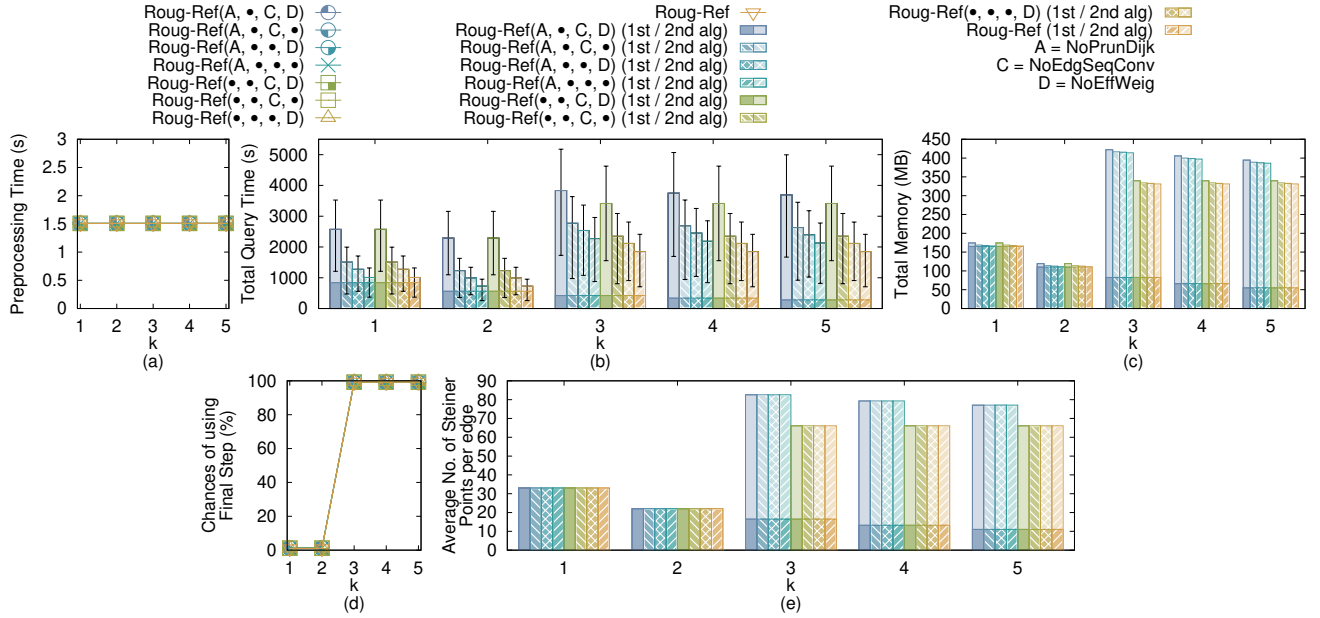 Roug-Ref(A, •, C, D)
Roug-Ref(A, •, C, •)
Roug-Ref(A, •, •, D)
Roug-Ref(A, •, •, •)
Roug-Ref(•, •, C, D)
Roug-Ref(•, •, C, •)
Roug-Ref(•, •, •, D)
Roug-Ref
Roug-Ref(A, •, C, D) (1st / 2nd alg)
Roug-Ref(A, •, C, •) (1st / 2nd alg)
Roug-Ref(A, •, •, D) (1st / 2nd alg)
Roug-Ref(A, •, •, •) (1st / 2nd alg)
Roug-Ref(•, •, C, D) (1st / 2nd alg)
Roug-Ref(•, •, C, •) (1st / 2nd alg)
Roug-Ref(•, •, •, D) (1st / 2nd alg)
Roug-Ref (1st / 2nd alg)
A = NoPrunDijk
C = NoEdgSeqConv
D = NoEffWeig
Preprocessing Time (s)
3
2.5
2
1.5
1
0.5
0
1 2 3 4 5
k
(a)
Total Query Time (s)
5000
4000
3000
2000
1000
0
1 2 3 4 5
k
(b)
Total Memory (MB)
450
400
350
300
250
200
150
100
50
0
1 2 3 4 5
k
(c)
Chances of using
Final Step (%)
100
80
60
40
20
0
1 2 3 4 5
k
(d)
Average No. of Steiner
Points per edge
90
80
70
60
50
40
30
20
10
0
1 2 3 4 5
k
(e)